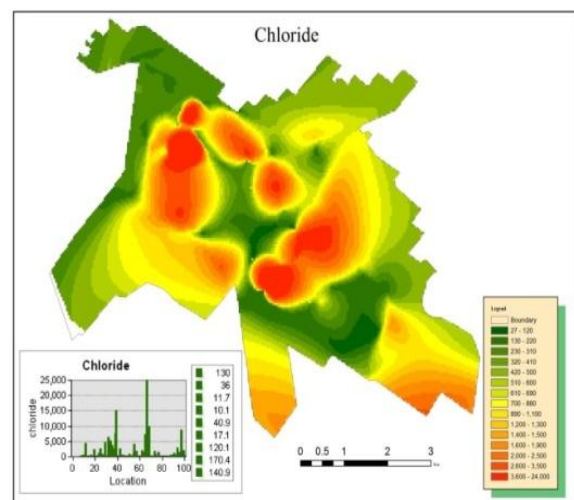 Chloride
Legend
Boundary
27 - 120
130 - 220
230 - 310
320 - 410
420 - 500
510 - 600
610 - 690
700 - 880
890 - 1,100
1,200 - 1,300
1,400 - 1,500
1,600 - 1,900
2,000 - 2,500
2,600 - 3,500
3,600 - 24,000
0 0.5 1 2 3
Chloride
chloride
25,000
20,000
15,000
10,000
5,000
0
0 20 40 60 80 100
Location
130
36
11.7
10.1
40.9
17.1
120.1
170.4
140.9